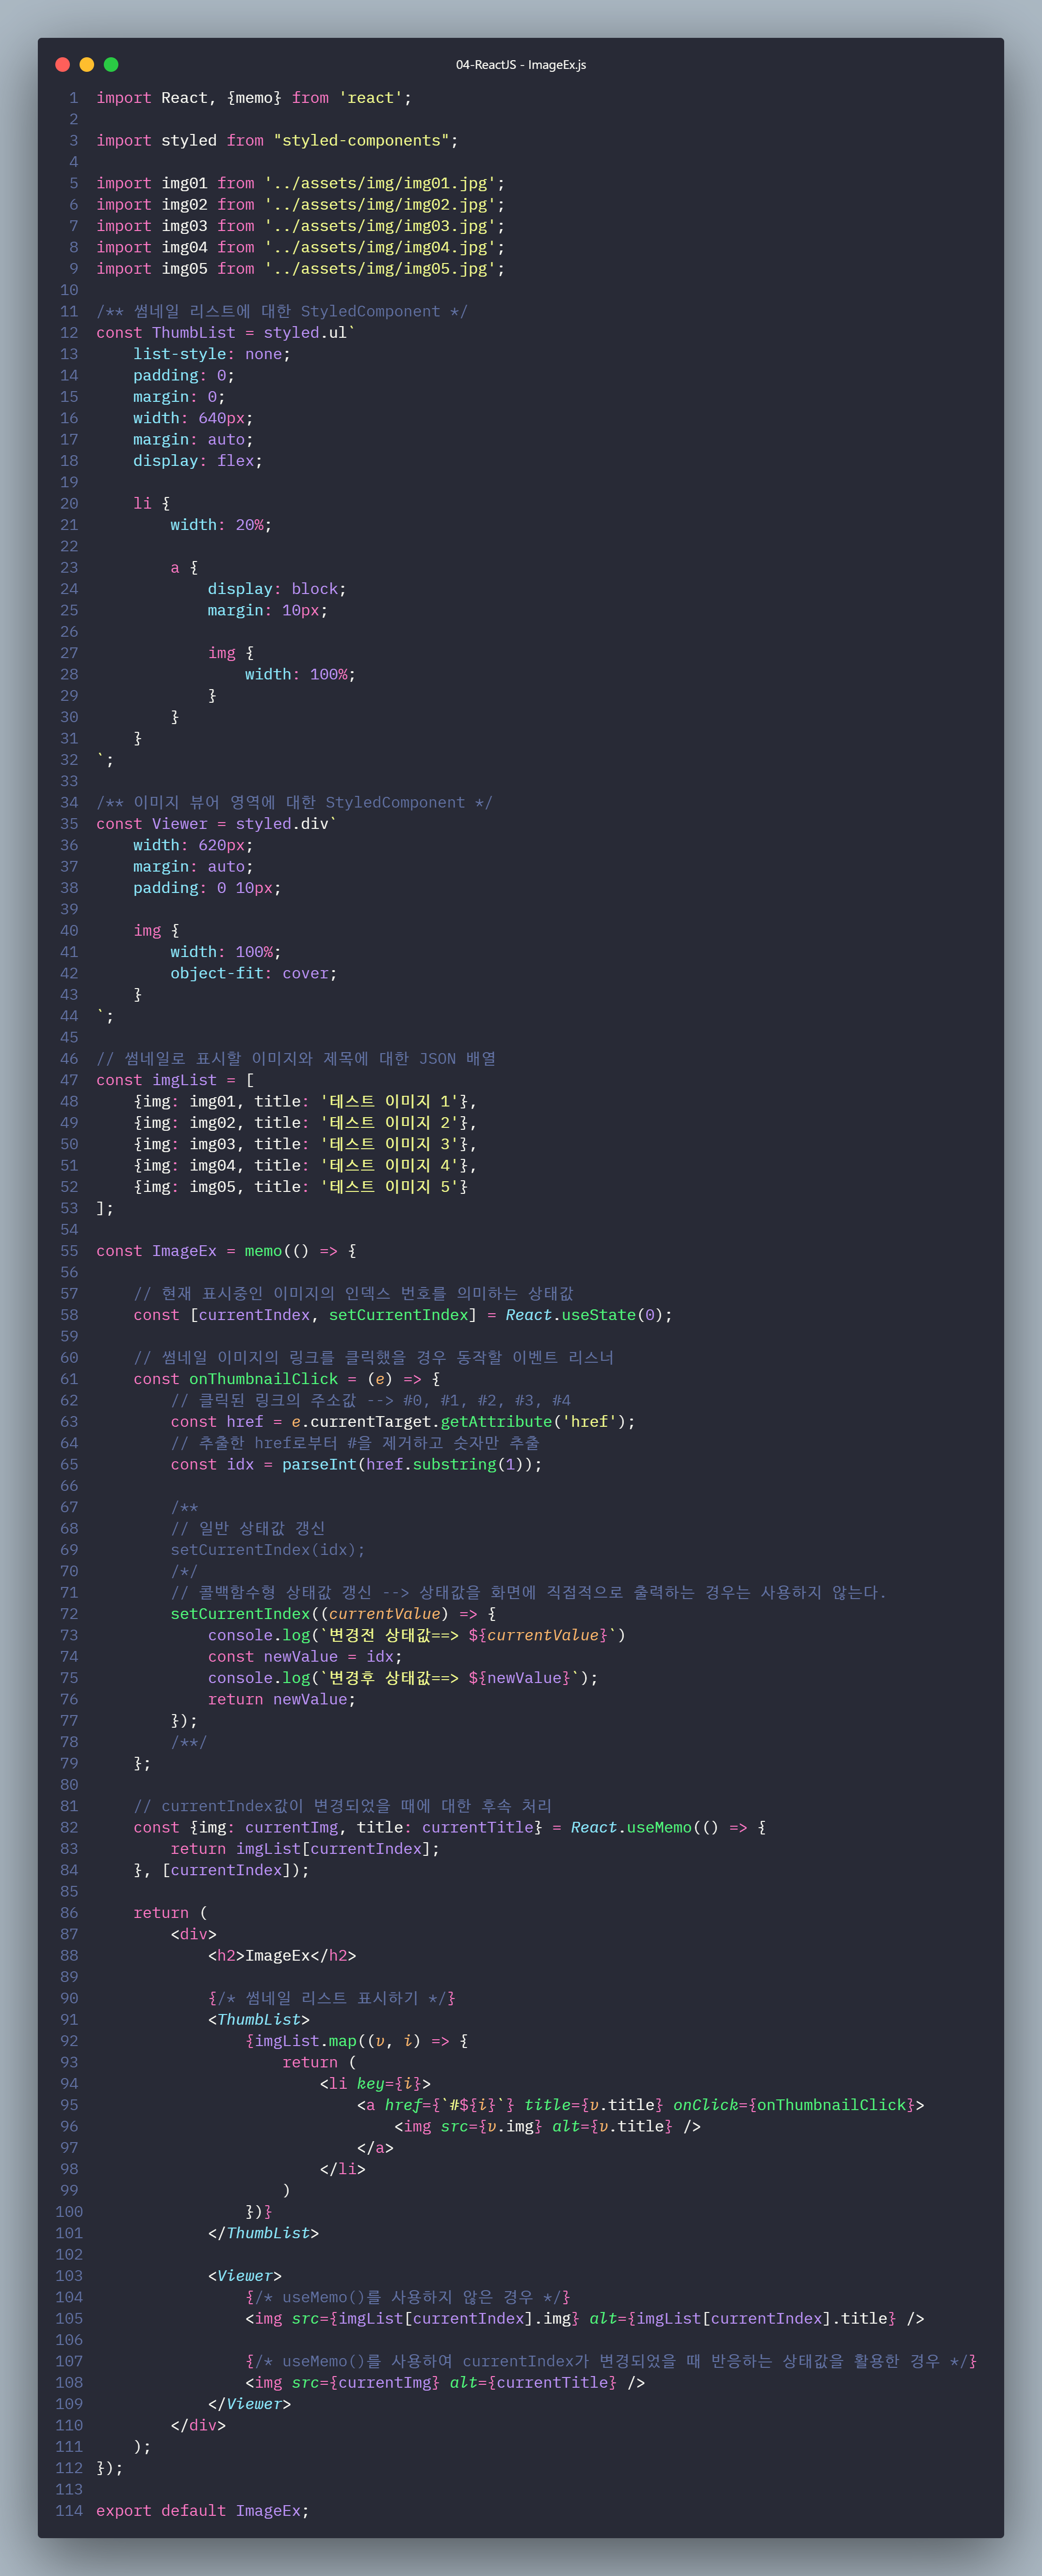 04-ReactJS - ImageEx.js
1 import React, {memo} from 'react';
2
3 import styled from "styled-components";
4
5 import img01 from '../assets/img/img01.jpg';
6 import img02 from '../assets/img/img02.jpg';
7 import img03 from '../assets/img/img03.jpg';
8 import img04 from '../assets/img/img04.jpg';
9 import img05 from '../assets/img/img05.jpg';
10
11 /** 썸네일 리스트에 대한 StyledComponent */
12 const ThumbList = styled.ul`
13     list-style: none;
14     padding: 0;
15     margin: 0;
16     width: 640px;
17     margin: auto;
18     display: flex;
19
20     li {
21         width: 20%;
22
23         a {
24             display: block;
25             margin: 10px;
26
27             img {
28                 width: 100%;
29             }
30         }
31     }
32 `;
33
34 /** 이미지 뷰어 영역에 대한 StyledComponent */
35 const Viewer = styled.div`
36     width: 620px;
37     margin: auto;
38     padding: 0 10px;
39
40     img {
41         width: 100%;
42         object-fit: cover;
43     }
44 `;
45
46 // 썸네일로 표시할 이미지와 제목에 대한 JSON 배열
47 const imgList = [
48     {img: img01, title: '테스트 이미지 1'},
49     {img: img02, title: '테스트 이미지 2'},
50     {img: img03, title: '테스트 이미지 3'},
51     {img: img04, title: '테스트 이미지 4'},
52     {img: img05, title: '테스트 이미지 5'}
53 ];
54
55 const ImageEx = memo(() => {
56
57     // 현재 표시중인 이미지의 인덱스 번호를 의미하는 상태값
58     const [currentIndex, setCurrentIndex] = React.useState(0);
59
60     // 썸네일 이미지의 링크를 클릭했을 경우 동작할 이벤트 리스너
61     const onThumbnailClick = (e) => {
62         // 클릭된 링크의 주소값 --> #0, #1, #2, #3, #4
63         const href = e.currentTarget.getAttribute('href');
64         // 추출한 href로부터 #을 제거하고 숫자만 추출
65         const idx = parseInt(href.substring(1));
66
67         /**
68         // 일반 상태값 갱신
69         setCurrentIndex(idx);
70         /*/
71         // 콜백함수형 상태값 갱신 --> 상태값을 화면에 직접적으로 출력하는 경우는 사용하지 않는다.
72         setCurrentIndex((currentValue) => {
73             console.log(`변경전 상태값==> ${currentValue}`)
74             const newValue = idx;
75             console.log(`변경후 상태값==> ${newValue}`);
76             return newValue;
77         });
78         /**/
79     };
80
81     // currentIndex값이 변경되었을 때에 대한 후속 처리
82     const {img: currentImg, title: currentTitle} = React.useMemo(() => {
83         return imgList[currentIndex];
84     }, [currentIndex]);
85
86     return (
87         <div>
88             <h2>ImageEx</h2>
89
90             {/* 썸네일 리스트 표시하기 */}
91             <ThumbList>
92                 {imgList.map((v, i) => {
93                     return (
94                         <li key={i}>
95                             <a href={`#${i}`} title={v.title} onClick={onThumbnailClick}>
96                                 <img src={v.img} alt={v.title} />
97                             </a>
98                         </li>
99                     )
100                 })}
101             </ThumbList>
102
103             <Viewer>
104                 {/* useMemo()를 사용하지 않은 경우 */}
105                 <img src={imgList[currentIndex].img} alt={imgList[currentIndex].title} />
106
107                 {/* useMemo()를 사용하여 currentIndex가 변경되었을 때 반응하는 상태값을 활용한 경우 */}
108                 <img src={currentImg} alt={currentTitle} />
109             </Viewer>
110         </div>
111     );
112 });
113
114 export default ImageEx;